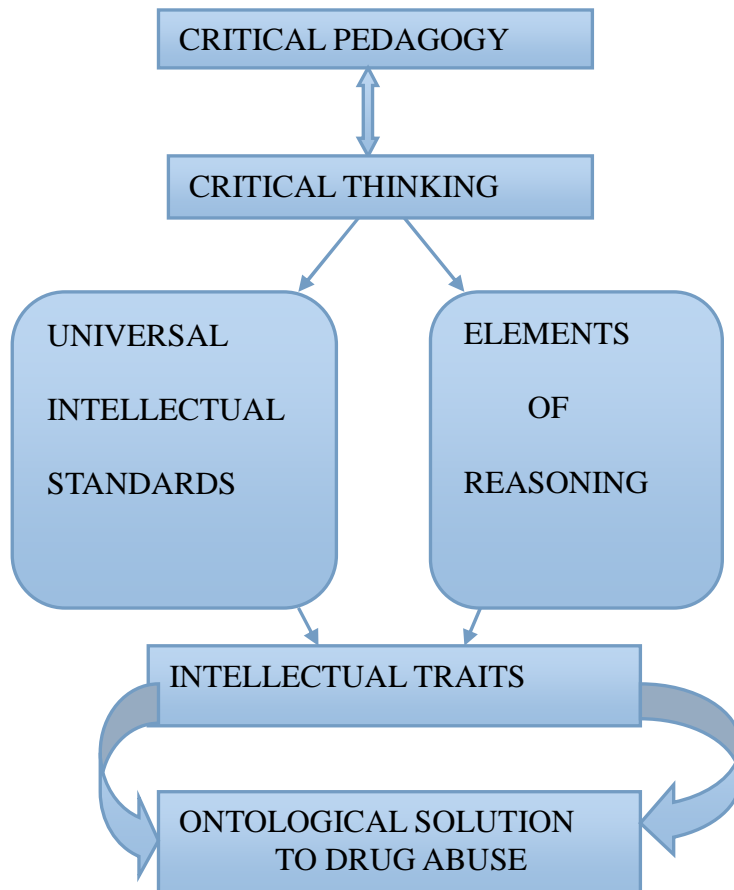 CRITICAL PEDAGOGY
CRITICAL THINKING
UNIVERSAL
INTELLECTUAL
STANDARDS
ELEMENTS
OF
REASONING
INTELLECTUAL TRAITS
ONTOLOGICAL SOLUTION
TO DRUG ABUSE